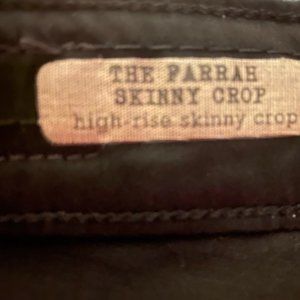 THE FARRAH
SKINNY CROP
high-rise skinny crop